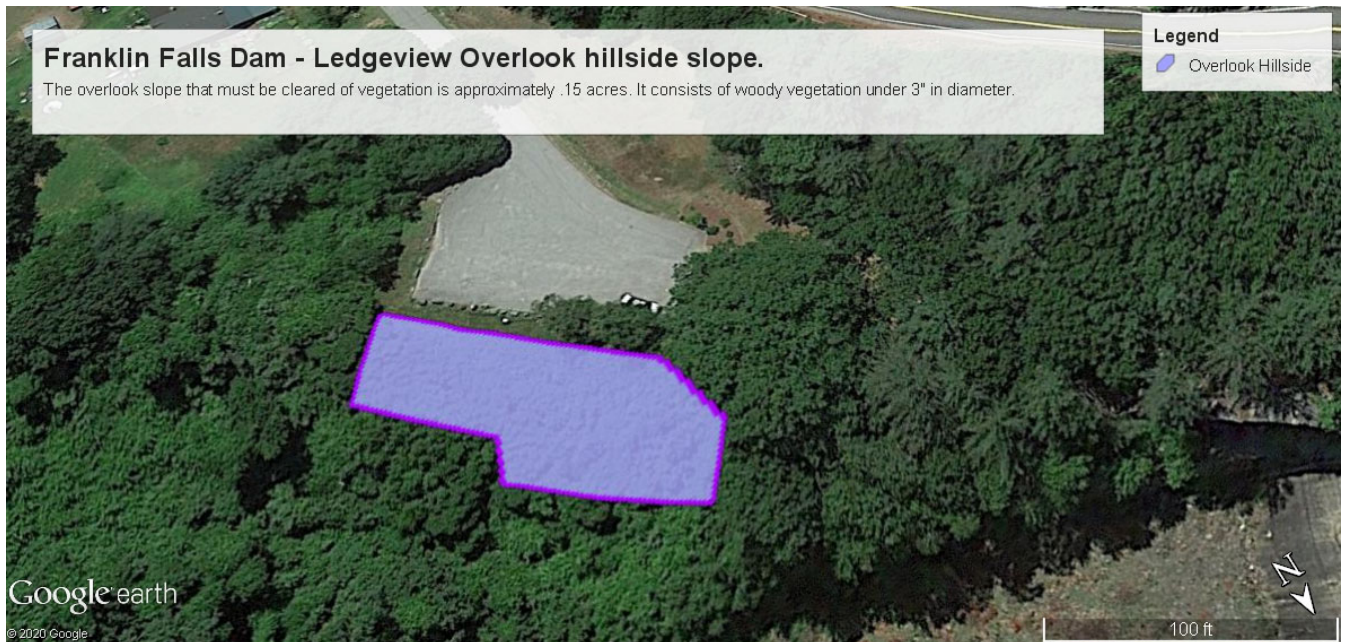 Franklin Falls Dam - Ledgeview Overlook hillside slope.
The overlook slope that must be cleared of vegetation is approximately .15 acres. It consists of woody vegetation under 3" in diameter.
Legend
Overlook Hillside
Google earth
© 2020 Google
N
100 ft